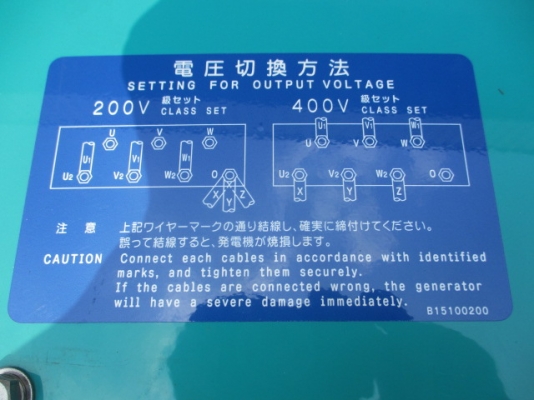 電圧切換方法
SETTING FOR OUTPUT VOLTAGE
200V 級セット CLASS SET
400V 級セット CLASS SET
U V W
U1 V1 W1
U2 V2 W2 O
X Y Z
U1 V1 W1
U V W
U2 V2 W2 O
X Y Z
注意 上記ワイヤーマークの通り結線し、確実に締付けてください。
誤って結線すると、発電機が焼損します。
CAUTION Connect each cables in accordance with identified
marks, and tighten them securely.
If the cables are connected wrong, the generator
will have a severe damage immediately.
B15100200